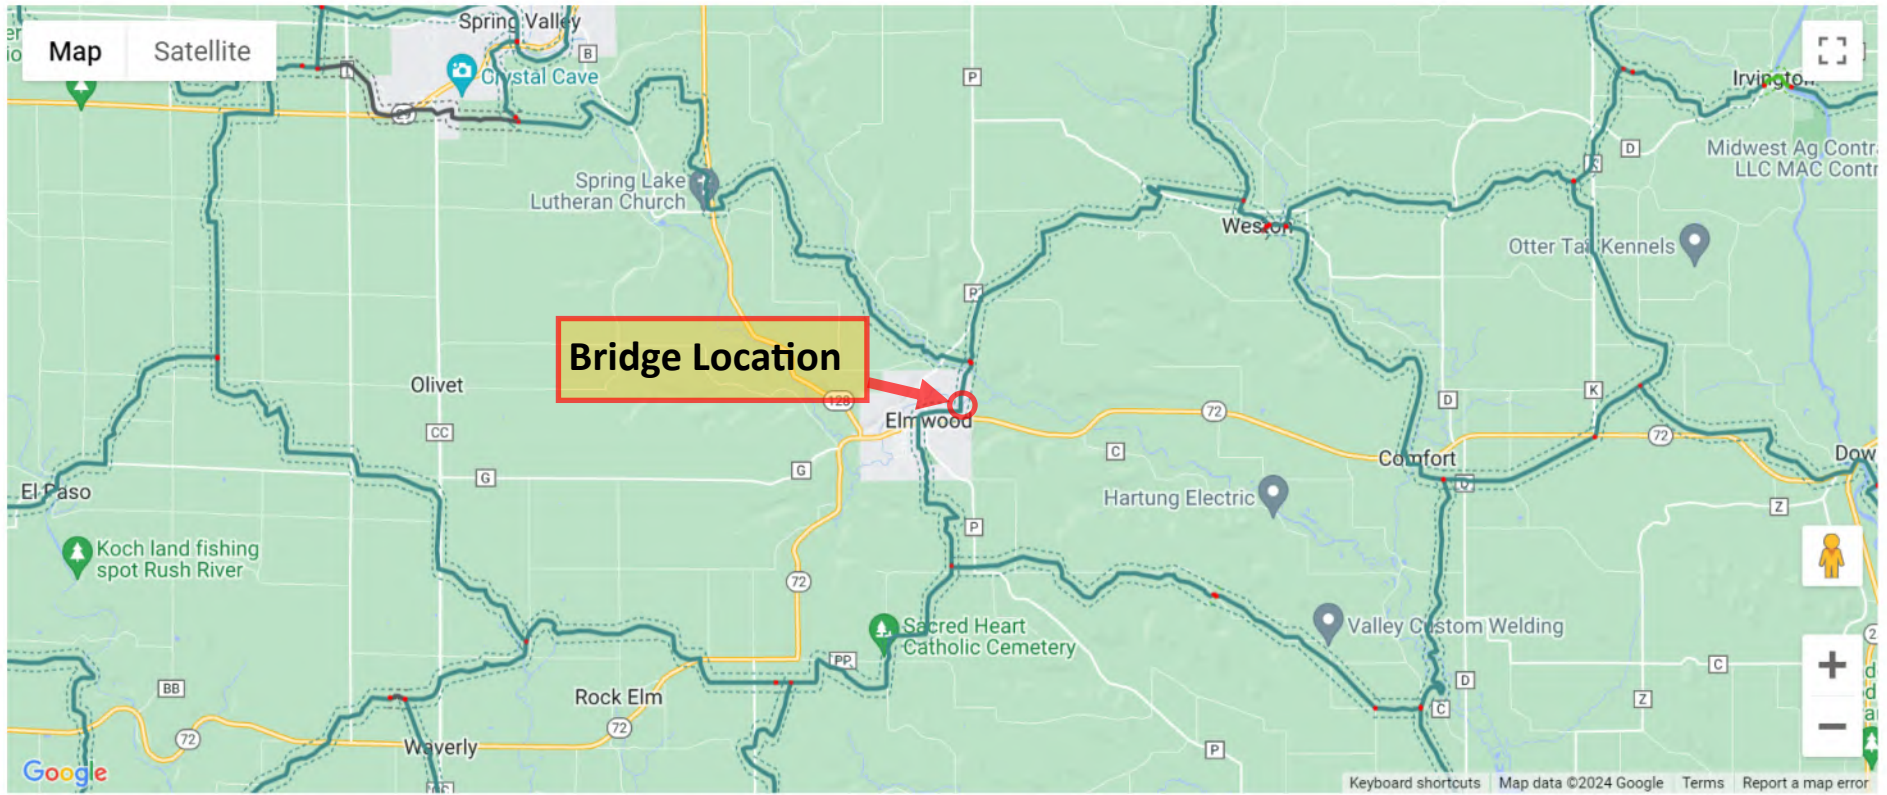 Map
Satellite
Spring Valley
B
Crystal Cave
29
P
Irvington
D
Midwest Ag Contr
LLC MAC Contr
Spring Lake
Lutheran Church
Weston
Otter Tail Kennels
P
Bridge Location
Olivet
128
Elmwood
72
D
K
CC
C
72
Comfort
Dow
G
G
El Paso
D
Hartung Electric
Z
P
Koch land fishing
spot Rush River
72
Sacred Heart
Catholic Cemetery
Valley Custom Welding
PP
C
BB
D
Rock Elm
Z
C
72
72
Waverly
P
Google
Keyboard shortcuts
Map data ©2024 Google
Terms
Report a map error